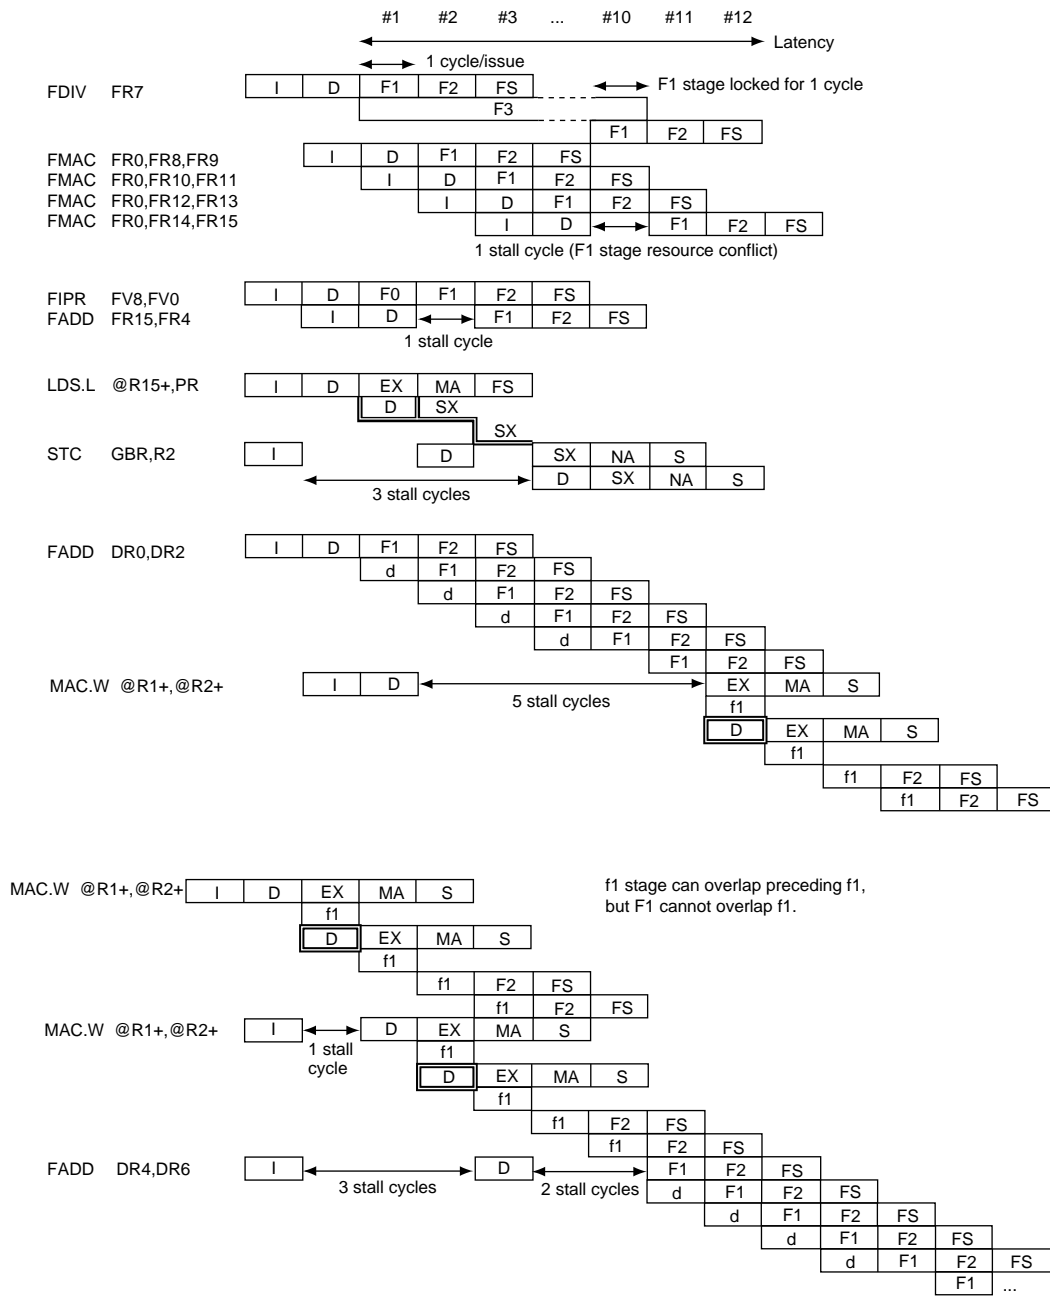 #1 #2 #3 ... #10 #11 #12
Latency
1 cycle/issue
F1 stage locked for 1 cycle
FDIV FR7 I D F1 F2 FS
F3
F1 F2 FS
FMAC FR0,FR8,FR9 I D F1 F2 FS
FMAC FR0,FR10,FR11 I D F1 F2 FS
FMAC FR0,FR12,FR13 I D F1 F2 FS
FMAC FR0,FR14,FR15 I D F1 F2 FS
1 stall cycle (F1 stage resource conflict)
FIPR FV8,FV0 I D F0 F1 F2 FS
FADD FR15,FR4 I D F1 F2 FS
1 stall cycle
LDS.L @R15+,PR I D EX MA FS
D SX
SX
STC GBR,R2 I D SX NA S
D SX NA S
3 stall cycles
FADD DR0,DR2 I D F1 F2 FS
d F1 F2 FS
d F1 F2 FS
d F1 F2 FS
d F1 F2 FS
F1 F2 FS
MAC.W @R1+,@R2+ I D EX MA S
5 stall cycles
f1
D EX MA S
f1
f1 F2 FS
f1 F2 FS
MAC.W @R1+,@R2+ I D EX MA S
f1 stage can overlap preceding f1,
but F1 cannot overlap f1.
f1
D EX MA S
f1
f1 F2 FS
f1 F2 FS
MAC.W @R1+,@R2+ I D EX MA S
1 stall
cycle
f1
D EX MA S
f1
f1 F2 FS
f1 F2 FS
FADD DR4,DR6 I D F1 F2 FS
3 stall cycles 2 stall cycles
d F1 F2 FS
d F1 F2 FS
d F1 F2 FS
d F1 F2 FS
F1 ...